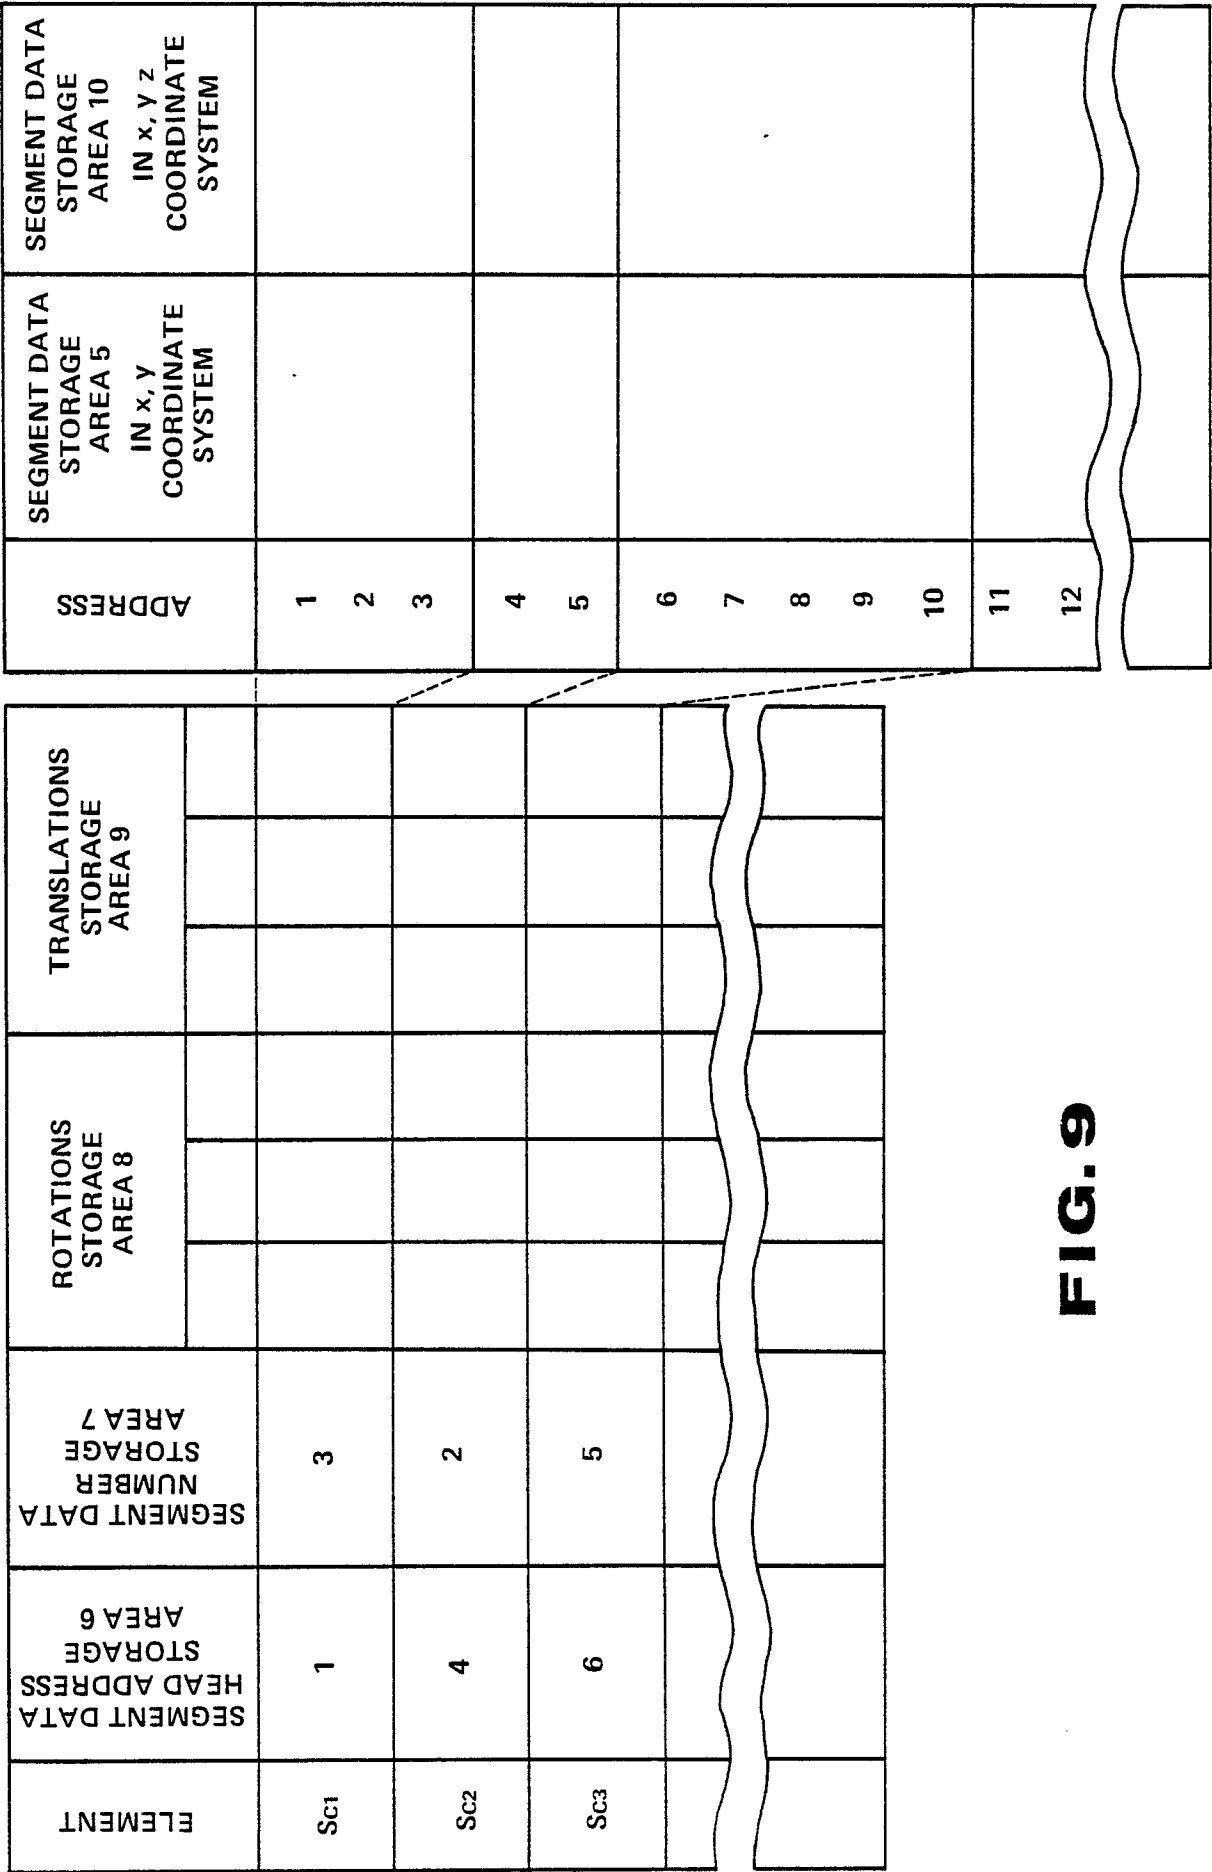 ELEMENT
SEGMENT DATA
HEAD ADDRESS
STORAGE
AREA 6
SEGMENT DATA
NUMBER
STORAGE
AREA 7
ROTATIONS
STORAGE
AREA 8
TRANSLATIONS
STORAGE
AREA 9
SC1
1
3
SC2
4
2
SC3
6
5
ADDRESS
SEGMENT DATA
STORAGE
AREA 5
IN x, y
COORDINATE
SYSTEM
SEGMENT DATA
STORAGE
AREA 10
IN x, y z
COORDINATE
SYSTEM
1
2
3
4
5
6
7
8
9
10
11
12
FIG. 9